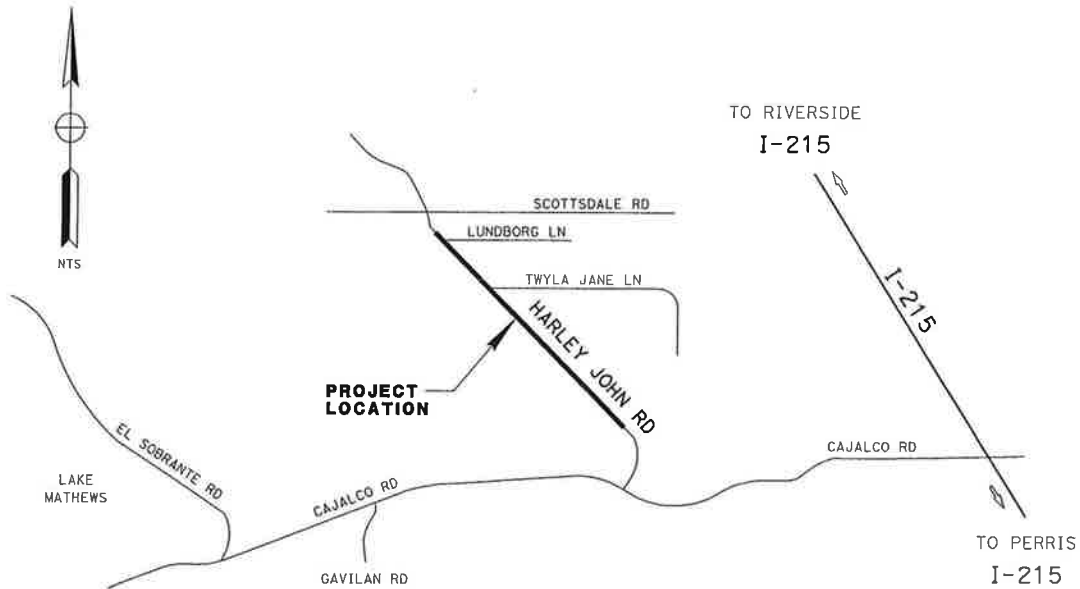 TO RIVERSIDE
I-215
SCOTTSDALE RD
LUNDBORG LN
NTS
TWYLA JANE LN
I-215
HARLEY JOHN RD
PROJECT
LOCATION
EL SOBRANTE RD
CAJALCO RD
LAKE
MATHEWS
CAJALCO RD
GAVILAN RD
TO PERRIS
I-215